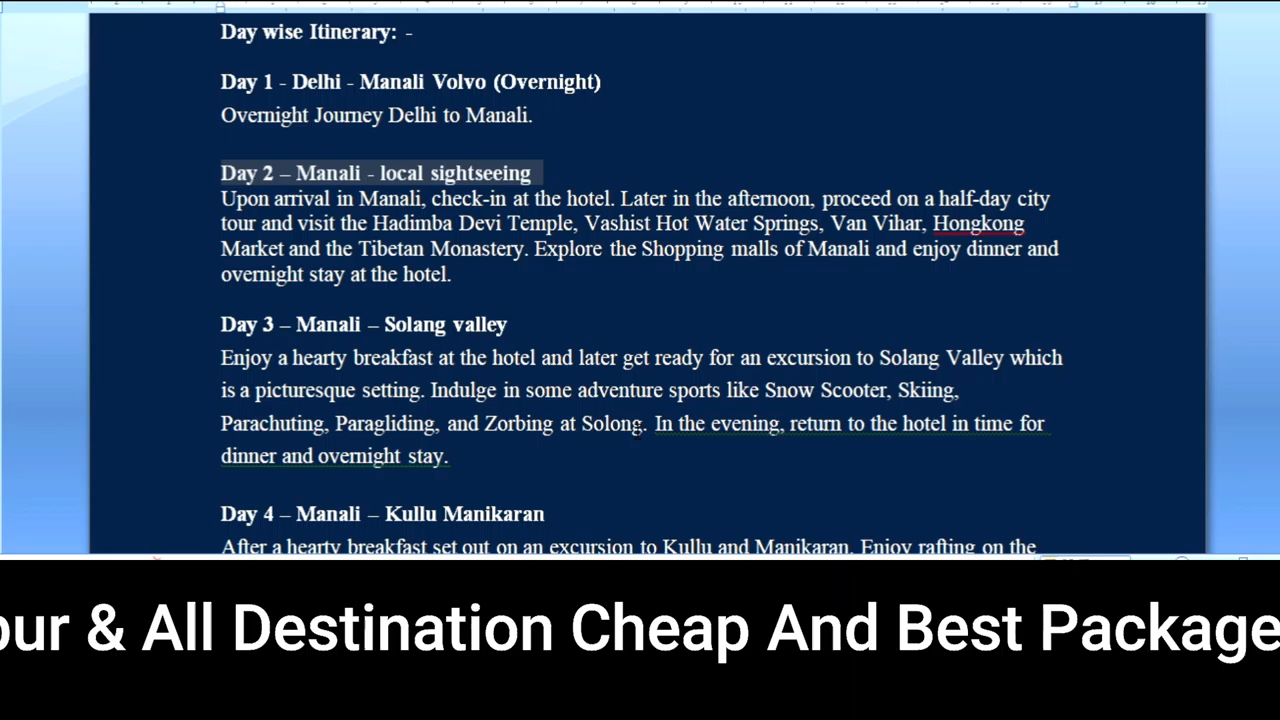 Day wise Itinerary: -
Day 1 - Delhi - Manali Volvo (Overnight)
Overnight Journey Delhi to Manali.
Day 2 – Manali - local sightseeing
Upon arrival in Manali, check-in at the hotel. Later in the afternoon, proceed on a half-day city
tour and visit the Hadimba Devi Temple, Vashist Hot Water Springs, Van Vihar, Hongkong
Market and the Tibetan Monastery. Explore the Shopping malls of Manali and enjoy dinner and
overnight stay at the hotel.
Day 3 – Manali – Solang valley
Enjoy a hearty breakfast at the hotel and later get ready for an excursion to Solang Valley which
is a picturesque setting. Indulge in some adventure sports like Snow Scooter, Skiing,
Parachuting, Paragliding, and Zorbing at Solong. In the evening, return to the hotel in time for
dinner and overnight stay.
Day 4 – Manali – Kullu Manikaran
After a hearty breakfast set out on an excursion to Kullu and Manikaran. Enjoy rafting on the
our & All Destination Cheap And Best Package